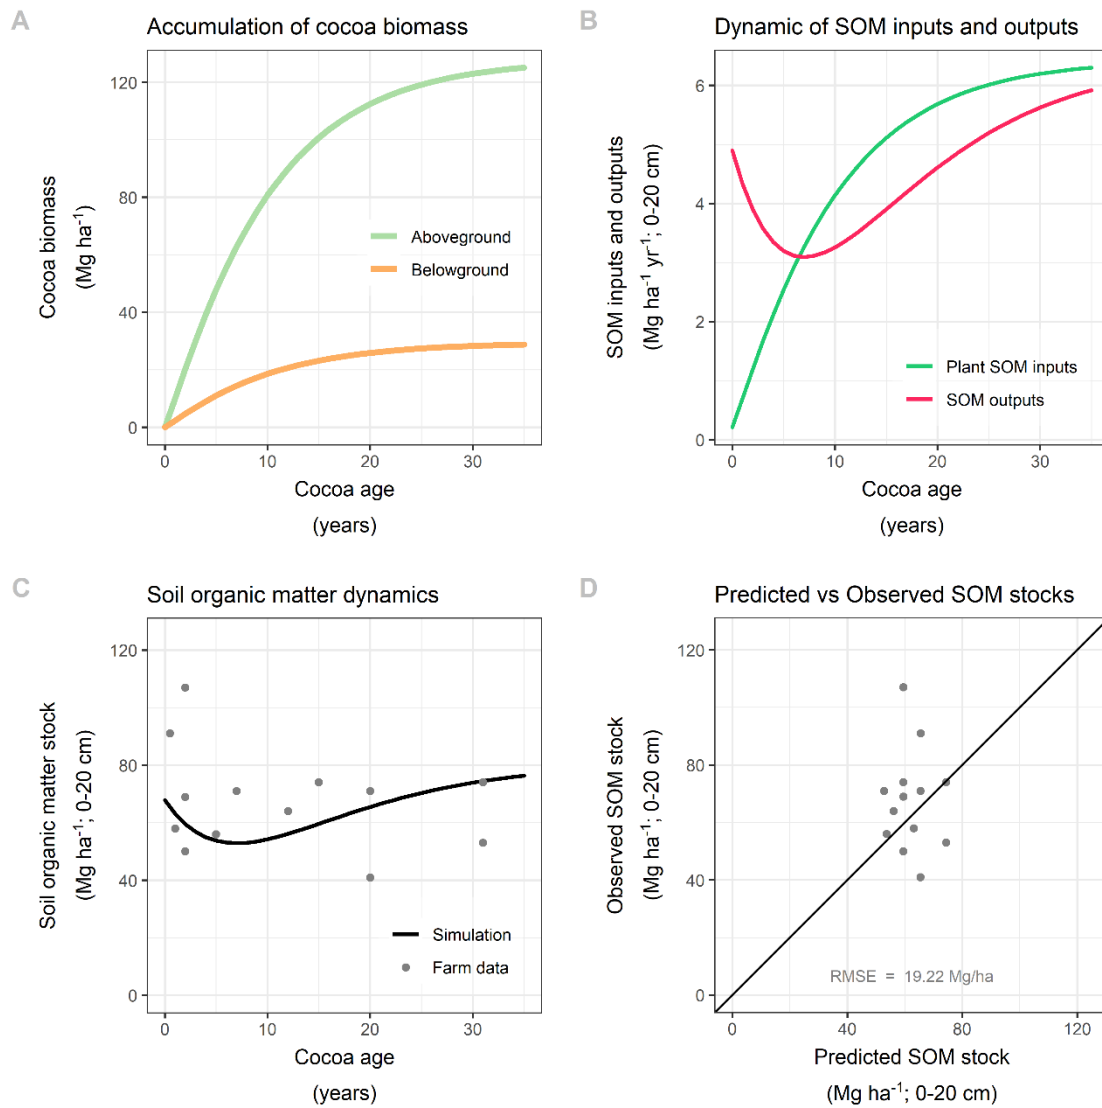 A
Accumulation of cocoa biomass
Cocoa biomass
(Mg ha⁻¹)
120
80
40
0
Aboveground
Belowground
0 10 20 30
Cocoa age
(years)
B
Dynamic of SOM inputs and outputs
SOM inputs and outputs
(Mg ha⁻¹ yr⁻¹; 0-20 cm)
6
4
2
0
Plant SOM inputs
SOM outputs
0 10 20 30
Cocoa age
(years)
C
Soil organic matter dynamics
Soil organic matter stock
(Mg ha⁻¹; 0-20 cm)
120
80
40
0
Simulation
Farm data
0 10 20 30
Cocoa age
(years)
D
Predicted vs Observed SOM stocks
Observed SOM stock
(Mg ha⁻¹; 0-20 cm)
120
80
40
0
RMSE = 19.22 Mg/ha
0 40 80 120
Predicted SOM stock
(Mg ha⁻¹; 0-20 cm)